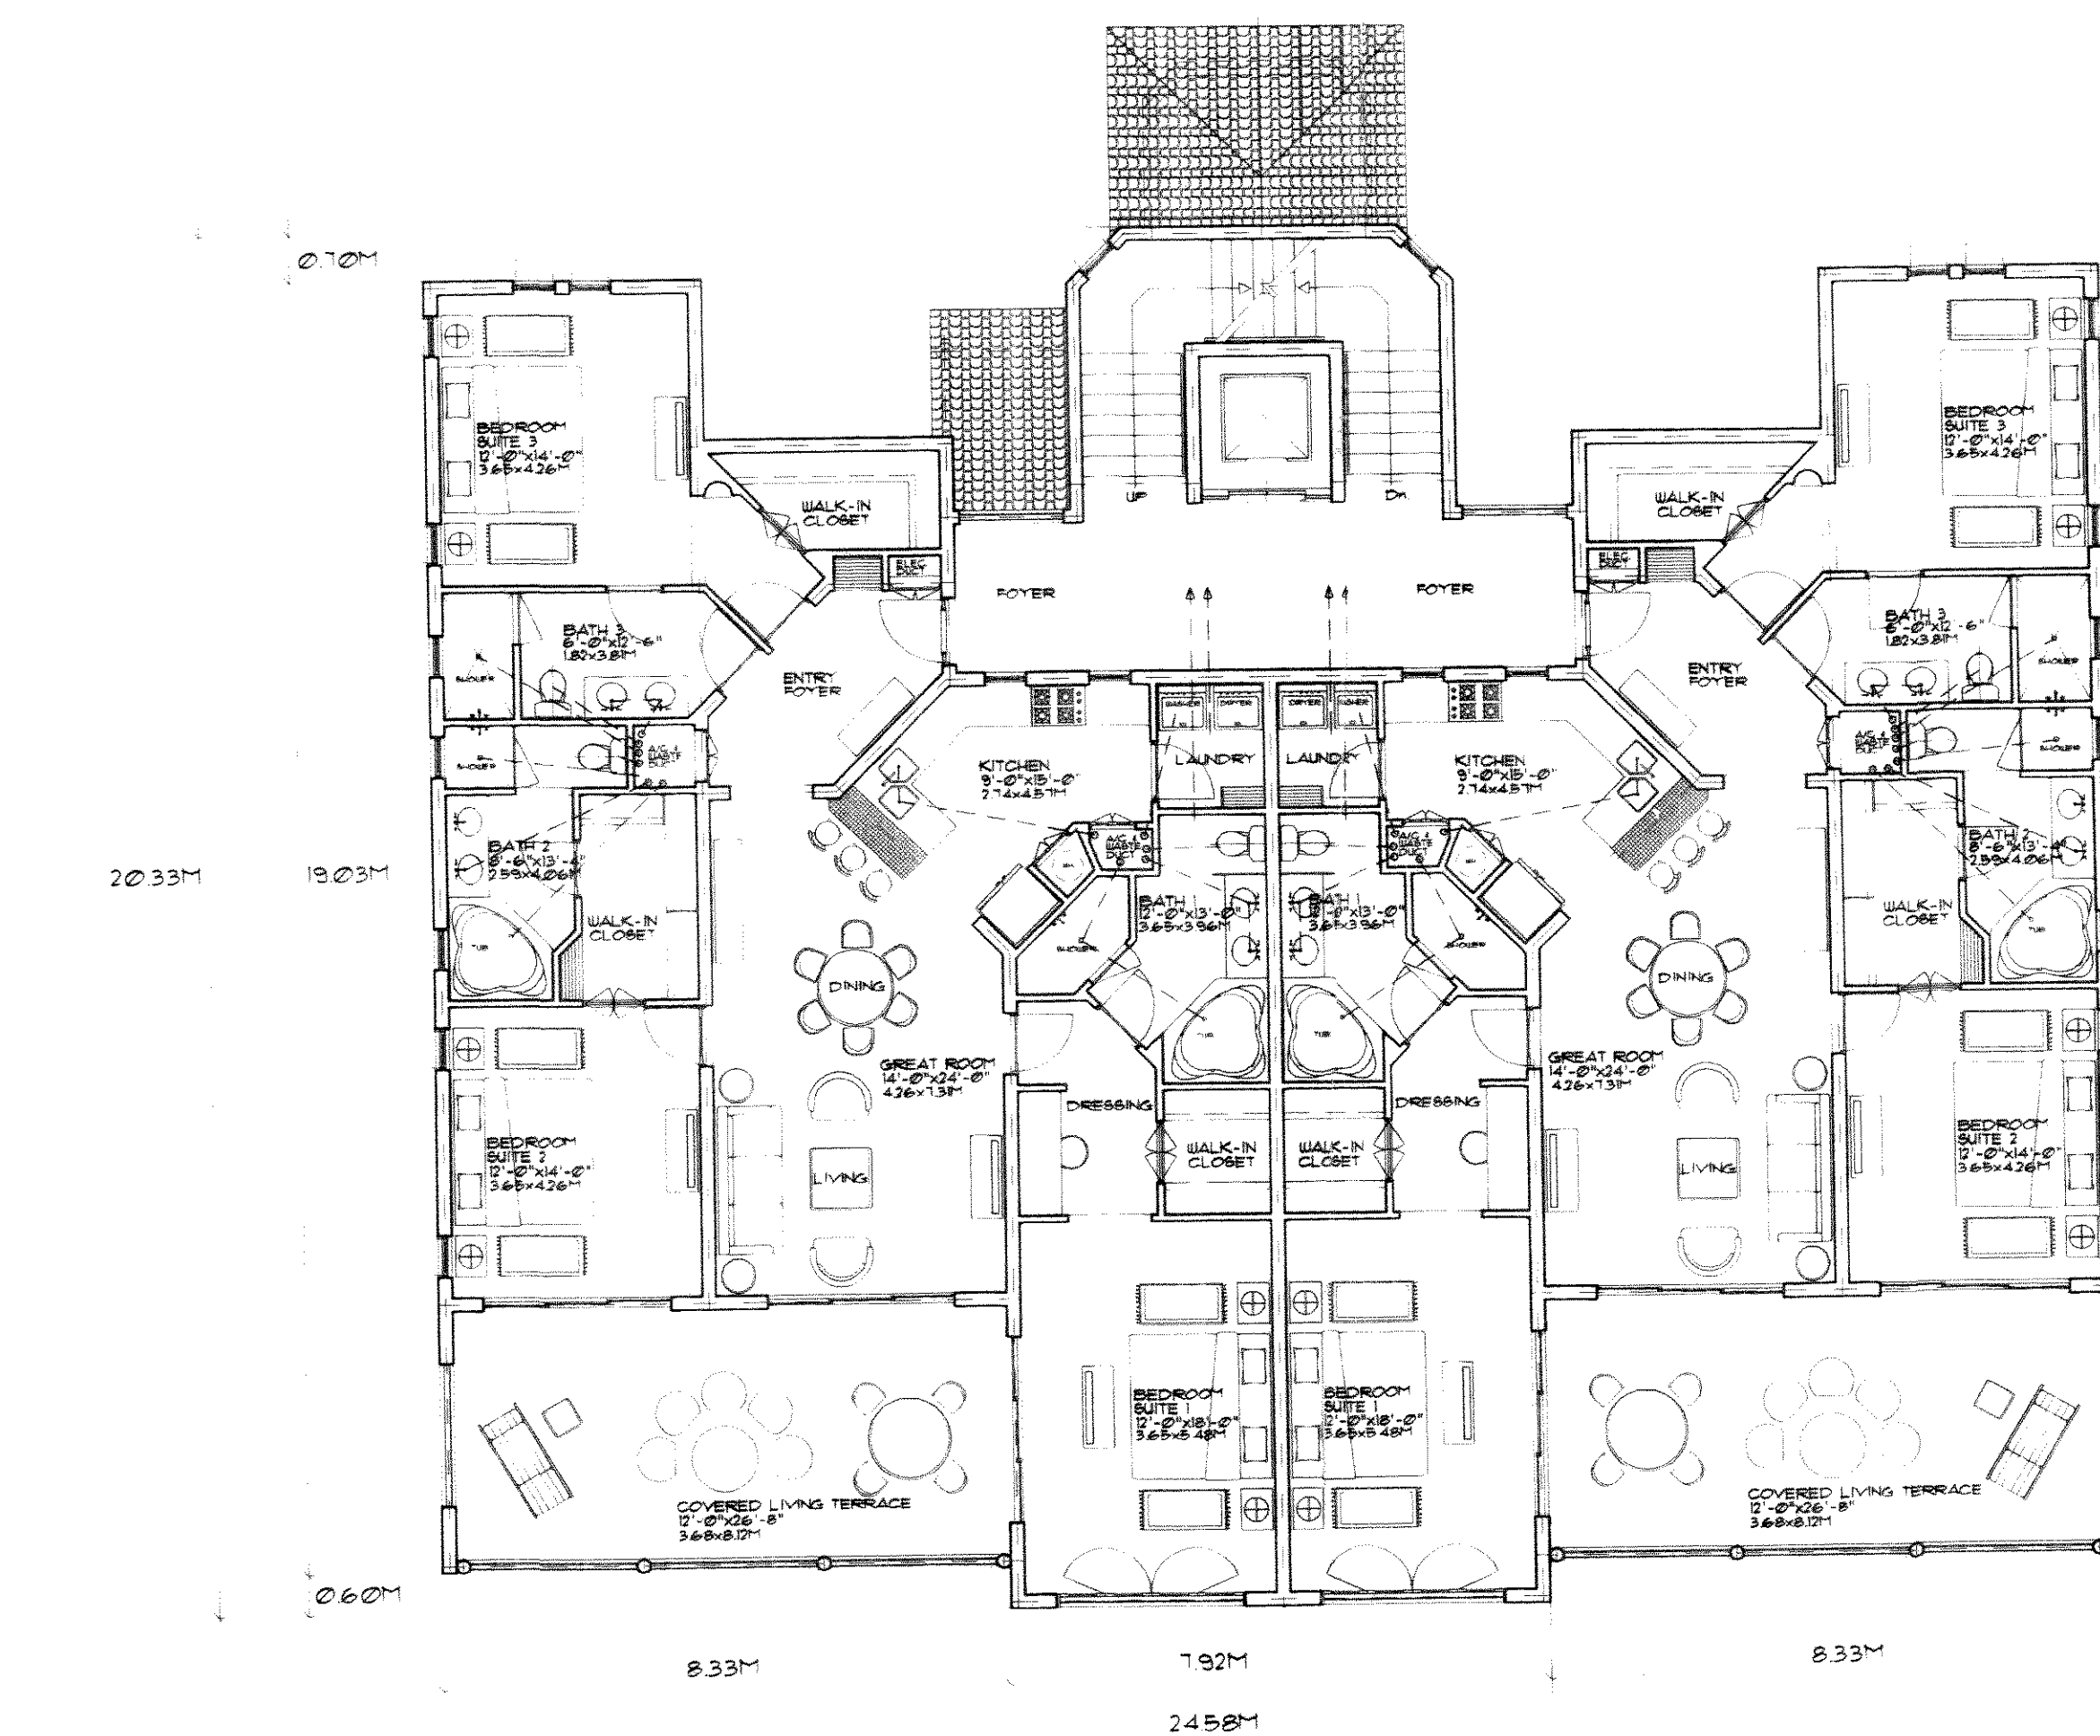 0.70M
BEDROOM
SUITE 3
12'-0"x14'-0"
3.65x4.26M
WALK-IN
CLOSET
ELEC
DUCT
UP
Dn.
BEDROOM
SUITE 3
12'-0"x14'-0"
3.65x4.26M
WALK-IN
CLOSET
ELEC
DUCT
FOYER
FOYER
BATH 3
6'-0"x12'-6"
1.82x3.81M
SHOWER
ENTRY
FOYER
BATH 3
6'-0"x12'-6"
1.82x3.81M
SHOWER
ENTRY
FOYER
WASHER
DRYER
DRYER
WASHER
LAUNDRY
LAUNDRY
KITCHEN
9'-0"x15'-0"
2.74x4.57M
KITCHEN
9'-0"x15'-0"
2.74x4.57M
SHOWER
A/C &
WASTE
DUCT
A/C &
WASTE
DUCT
SHOWER
20.33M
19.03M
BATH 2
8'-6"x13'-4"
2.59x4.06M
WALK-IN
CLOSET
TUB
A/C &
WASTE
DUCT
A/C &
WASTE
DUCT
BATH 1
12'-0"x13'-0"
3.65x3.96M
BATH 1
12'-0"x13'-0"
3.65x3.96M
SHOWER
SHOWER
BATH 2
8'-6"x13'-4"
2.59x4.06M
WALK-IN
CLOSET
TUB
DINING
DINING
TUB
TUB
GREAT ROOM
14'-0"x24'-0"
4.26x7.31M
GREAT ROOM
14'-0"x24'-0"
4.26x7.31M
DRESSING
DRESSING
BEDROOM
SUITE 2
12'-0"x14'-0"
3.65x4.26M
LIVING
WALK-IN
CLOSET
WALK-IN
CLOSET
LIVING
BEDROOM
SUITE 2
12'-0"x14'-0"
3.65x4.26M
BEDROOM
SUITE 1
12'-0"x18'-0"
3.65x5.48M
BEDROOM
SUITE 1
12'-0"x18'-0"
3.65x5.48M
COVERED LIVING TERRACE
12'-0"x26'-8"
3.68x8.12M
COVERED LIVING TERRACE
12'-0"x26'-8"
3.68x8.12M
0.60M
8.33M
7.92M
8.33M
24.58M